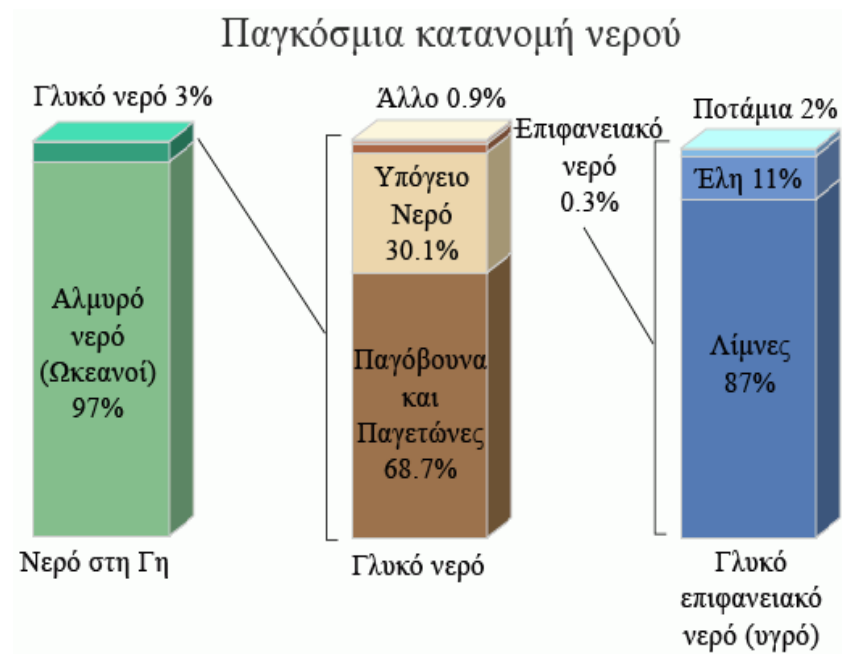 Παγκόσμια κατανομή νερού
Γλυκό νερό 3%
Αλμυρό
νερό
(Ωκεανοί)
97%
Νερό στη Γη
Άλλο 0.9%
Υπόγειο
Νερό
30.1%
Παγόβουνα
και
Παγετώνες
68.7%
Γλυκό νερό
Επιφανειακό
νερό
0.3%
Ποτάμια 2%
Έλη 11%
Λίμνες
87%
Γλυκό
επιφανειακό
νερό (υγρό)